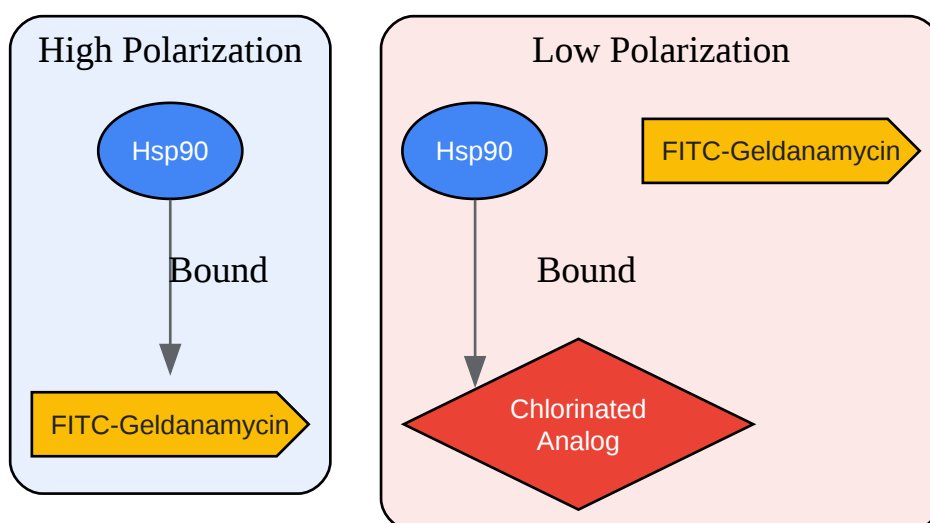 High Polarization
Hsp90
Bound
FITC-Geldanamycin
Low Polarization
Hsp90
FITC-Geldanamycin
Bound
Chlorinated
Analog